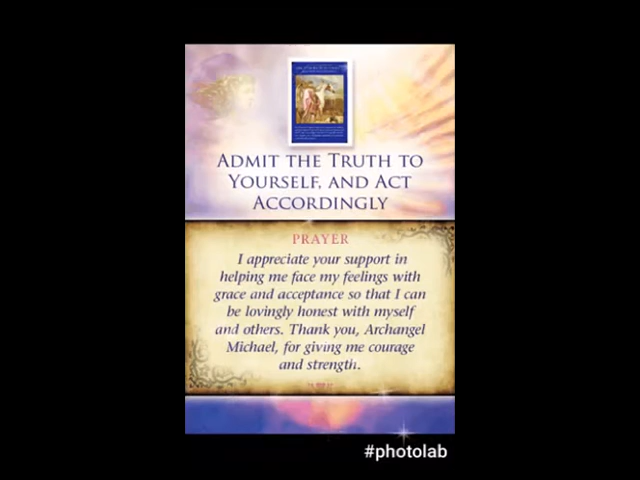 ADMIT THE TRUTH TO
YOURSELF, AND ACT
ACCORDINGLY
PRAYER
I appreciate your support in
helping me face my feelings with
grace and acceptance so that I can
be lovingly honest with myself
and others. Thank you, Archangel
Michael, for giving me courage
and strength.
#photolab